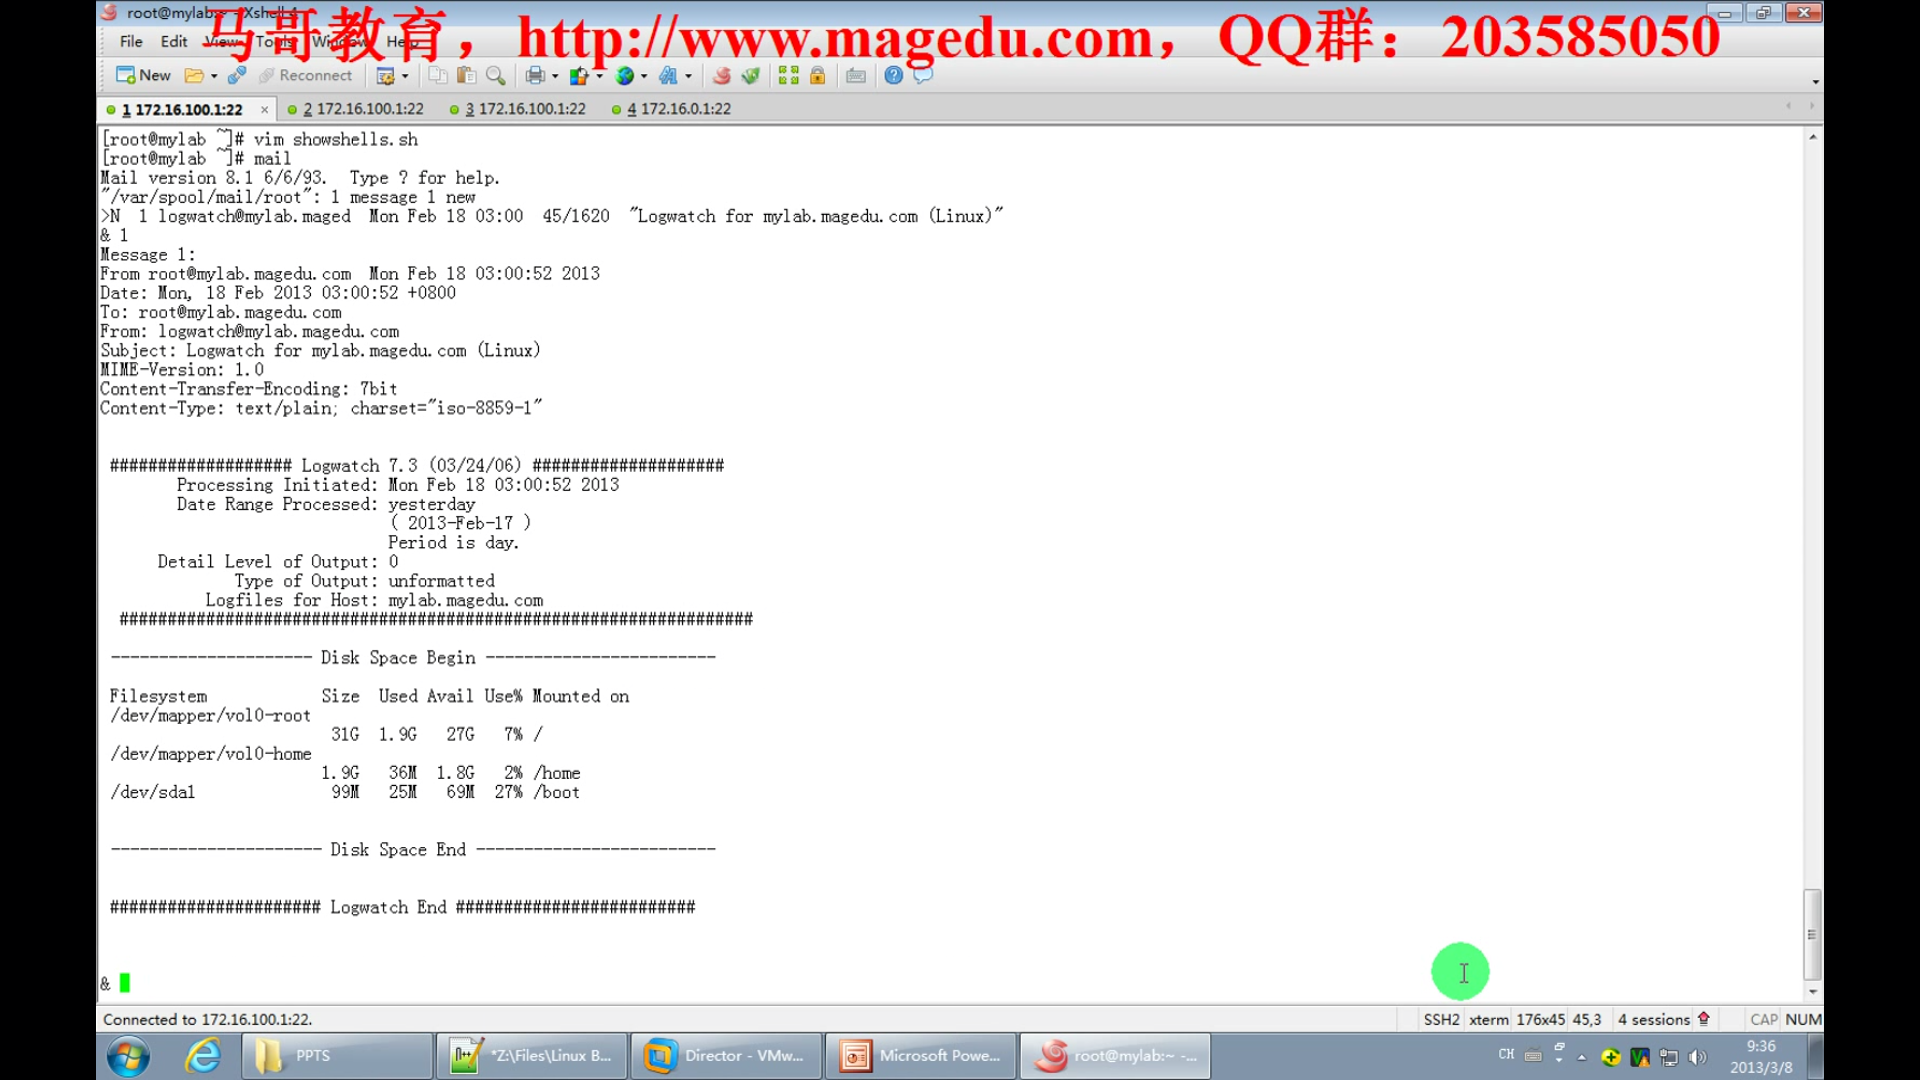 root@mylab:~ - Xshell 4
马哥教育，http://www.magedu.com，QQ群：203585050
File Edit View Tools Window Help
New Reconnect
1 172.16.100.1:22 × 2 172.16.100.1:22 3 172.16.100.1:22 4 172.16.0.1:22
[root@mylab ~]# vim showshells.sh
[root@mylab ~]# mail
Mail version 8.1 6/6/93.  Type ? for help.
"/var/spool/mail/root": 1 message 1 new
>N  1 logwatch@mylab.maged  Mon Feb 18 03:00  45/1620  "Logwatch for mylab.magedu.com (Linux)"
& 1
Message 1:
From root@mylab.magedu.com  Mon Feb 18 03:00:52 2013
Date: Mon, 18 Feb 2013 03:00:52 +0800
To: root@mylab.magedu.com
From: logwatch@mylab.magedu.com
Subject: Logwatch for mylab.magedu.com (Linux)
MIME-Version: 1.0
Content-Transfer-Encoding: 7bit
Content-Type: text/plain; charset="iso-8859-1"
################### Logwatch 7.3 (03/24/06) ####################
Processing Initiated: Mon Feb 18 03:00:52 2013
Date Range Processed: yesterday
( 2013-Feb-17 )
Period is day.
Detail Level of Output: 0
Type of Output: unformatted
Logfiles for Host: mylab.magedu.com
##################################################################
--------------------- Disk Space Begin ------------------------
Filesystem            Size  Used Avail Use% Mounted on
/dev/mapper/vol0-root
31G  1.9G   27G   7% /
/dev/mapper/vol0-home
1.9G   36M  1.8G   2% /home
/dev/sda1              99M   25M   69M  27% /boot
---------------------- Disk Space End -------------------------
###################### Logwatch End #########################
&
Connected to 172.16.100.1:22. SSH2 xterm 176x45 45,3 4 sessions CAP NUM
PPTS *Z:\Files\Linux B... Director - VMw... Microsoft Powe... root@mylab:~ -... CH 9:36
2013/3/8